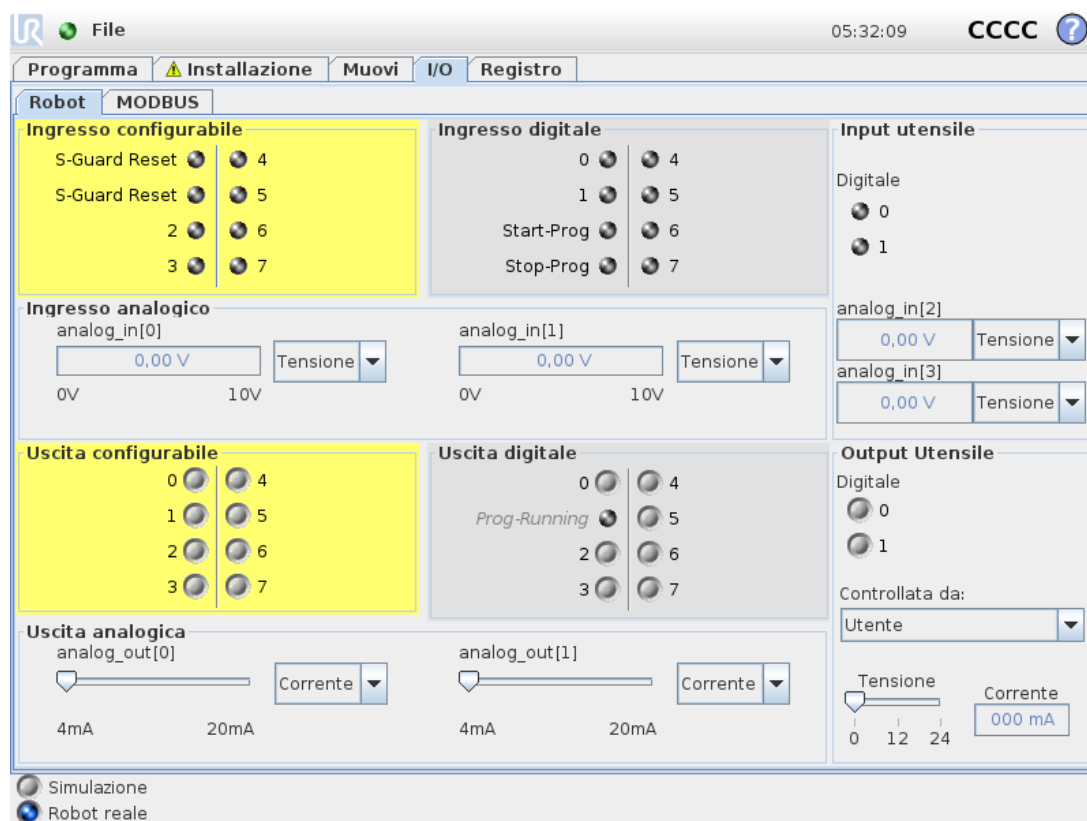 UR File 05:32:09 CCCC ?
Programma Installazione Muovi I/O Registro
Robot MODBUS
Ingresso configurabile
S-Guard Reset 4
S-Guard Reset 5
2 6
3 7
Ingresso digitale
0 4
1 5
Start-Prog 6
Stop-Prog 7
Input utensile
Digitale
0
1
Ingresso analogico
analog_in[0]
0,00 V Tensione
0V 10V
analog_in[1]
0,00 V Tensione
0V 10V
analog_in[2]
0,00 V Tensione
analog_in[3]
0,00 V Tensione
Uscita configurabile
0 4
1 5
2 6
3 7
Uscita digitale
0 4
Prog-Running 5
2 6
3 7
Output Utensile
Digitale
0
1
Controllata da:
Utente
Tensione
0 12 24
Corrente
000 mA
Uscita analogica
analog_out[0]
Corrente
4mA 20mA
analog_out[1]
Corrente
4mA 20mA
Simulazione
Robot reale